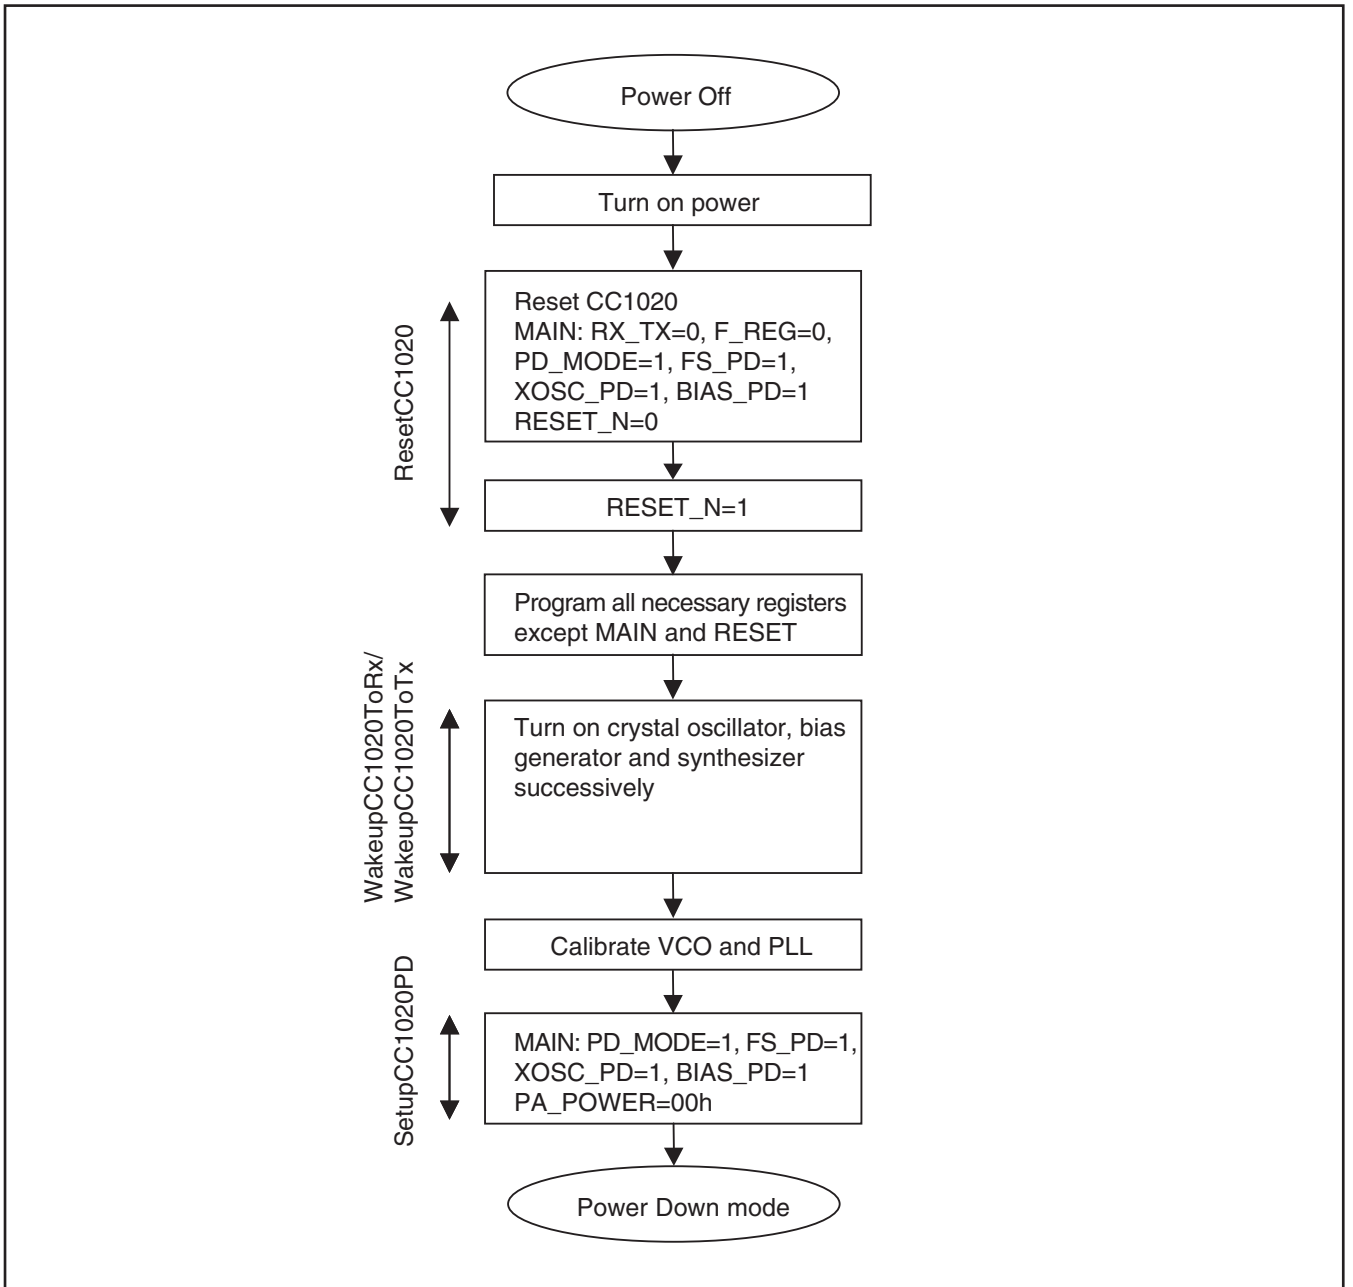 Power Off
Turn on power
Reset CC1020
MAIN: RX_TX=0, F_REG=0,
PD_MODE=1, FS_PD=1,
XOSC_PD=1, BIAS_PD=1
RESET_N=0
ResetCC1020
RESET_N=1
Program all necessary registers
except MAIN and RESET
WakeupCC1020ToRx/
WakeupCC1020ToTx
Turn on crystal oscillator, bias
generator and synthesizer
successively
Calibrate VCO and PLL
SetupCC1020PD
MAIN: PD_MODE=1, FS_PD=1,
XOSC_PD=1, BIAS_PD=1
PA_POWER=00h
Power Down mode